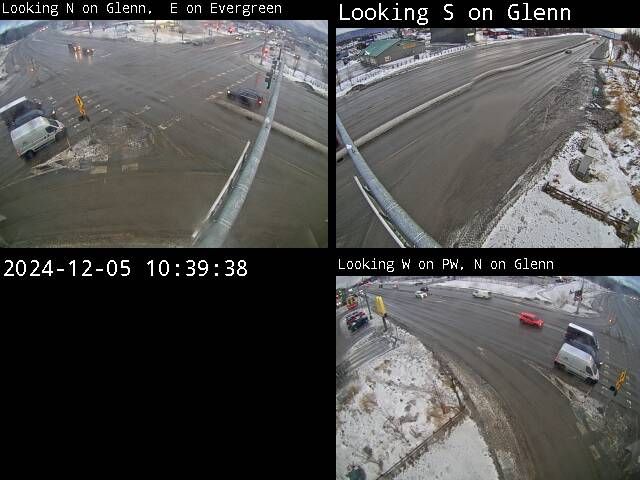 Looking N on Glenn,  E on Evergreen
Looking S on Glenn
2024-12-05 10:39:38
Looking W on PW, N on Glenn